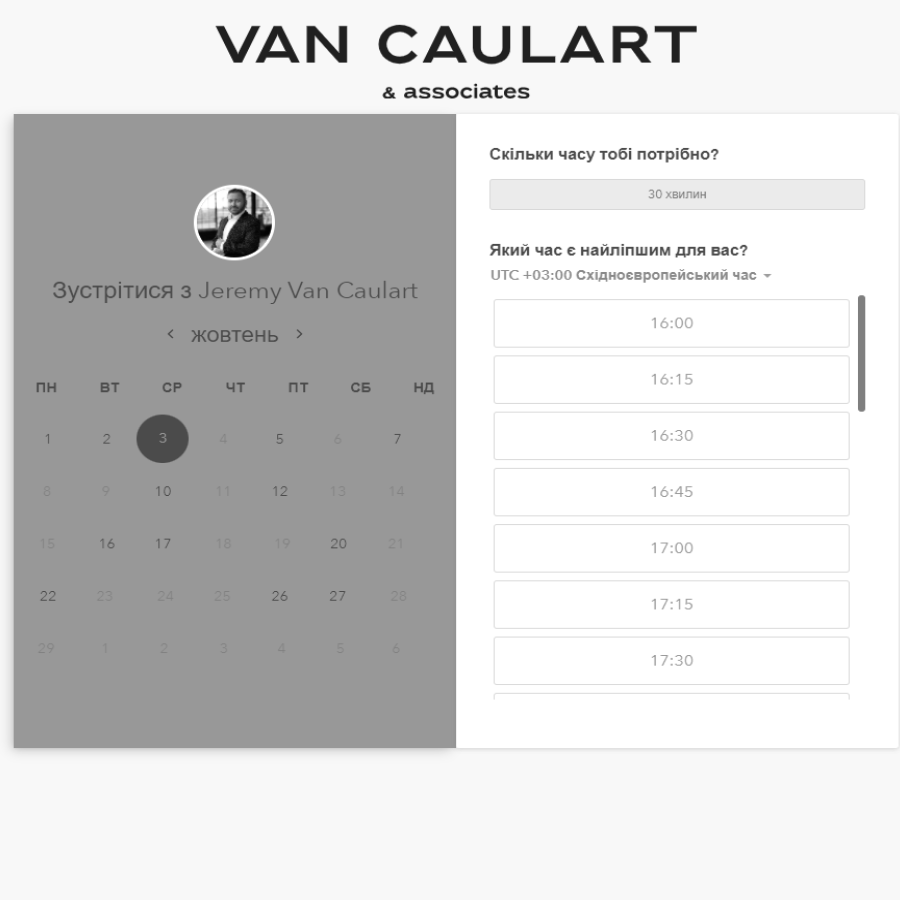 VAN CAULART
& associates
Зустрітися з Jeremy Van Caulart
жовтень
ПН ВТ СР ЧТ ПТ СБ НД
1 2 3 4 5 6 7
8 9 10 11 12 13 14
15 16 17 18 19 20 21
22 23 24 25 26 27 28
29 1 2 3 4 5 6
Скільки часу тобі потрібно?
30 хвилин
Який час є найліпшим для вас?
UTC +03:00 Східноєвропейський час
16:00
16:15
16:30
16:45
17:00
17:15
17:30